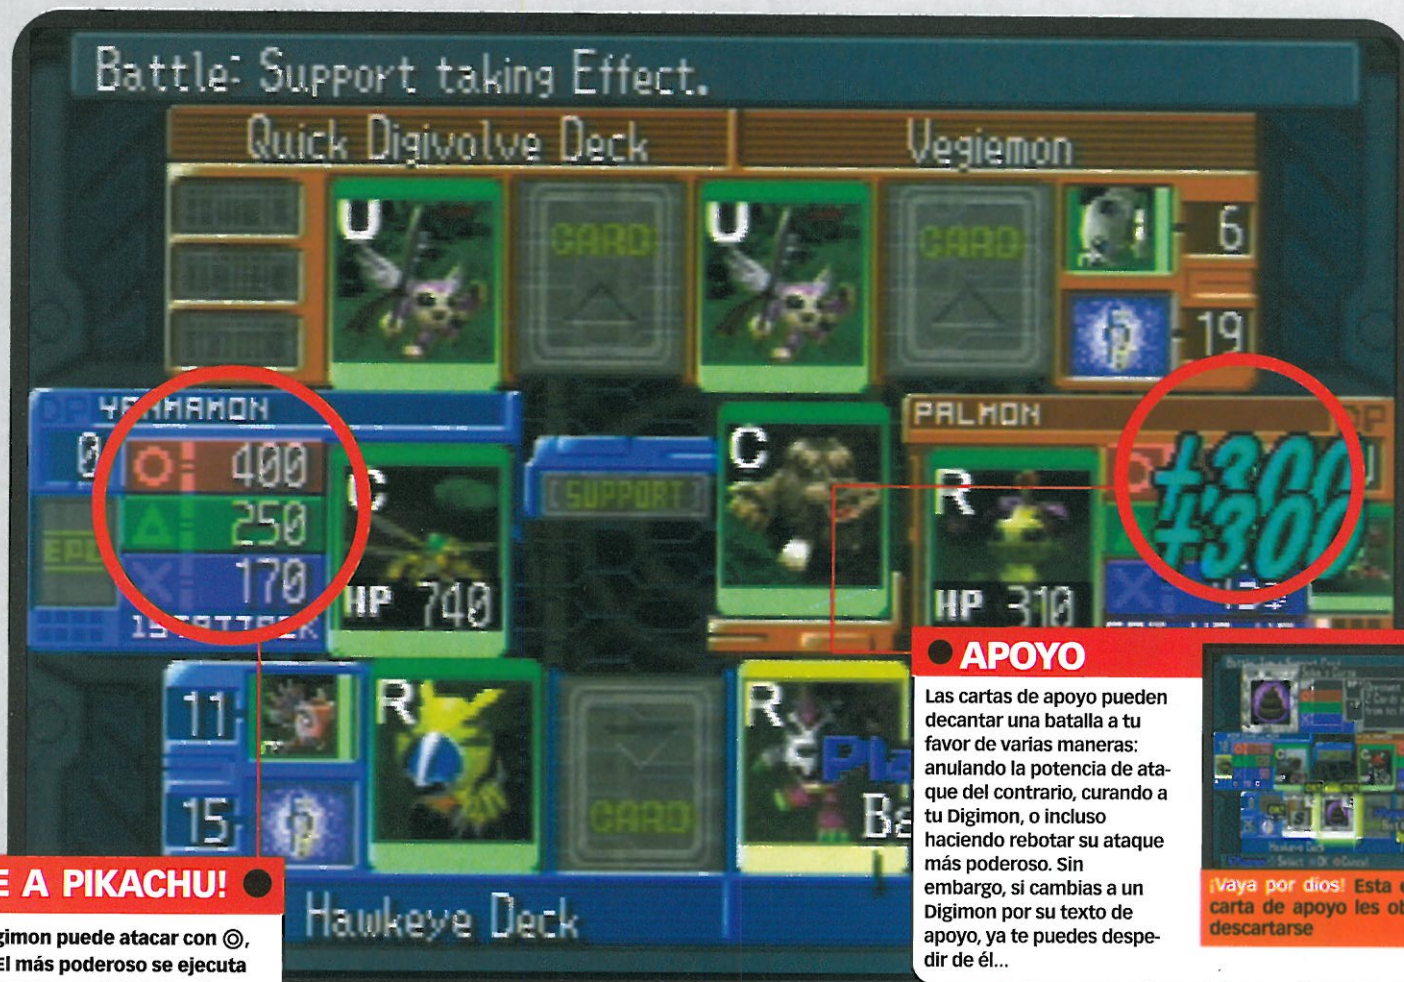 Battle: Support taking Effect.
Quick Digivolve Deck
Vegiemon
U
CARD
U
CARD
6
19
YANMAMON
PALMON
DP
0
400
250
170
C
HP 740
1ST ATTACK
SUPPORT
C
R
HP 310
+300
+300
11
15
R
CARD
R
Hawkeye Deck
E A PIKACHU!
gimon puede atacar con ◎,
El más poderoso se ejecuta
APOYO
Las cartas de apoyo pueden
decantar una batalla a tu
favor de varias maneras:
anulando la potencia de ata-
que del contrario, curando a
tu Digimon, o incluso
haciendo rebotar su ataque
más poderoso. Sin
embargo, si cambias a un
Digimon por su texto de
apoyo, ya te puedes despe-
dir de él...
¡Vaya por dios! Esta
carta de apoyo les ob
descartarse